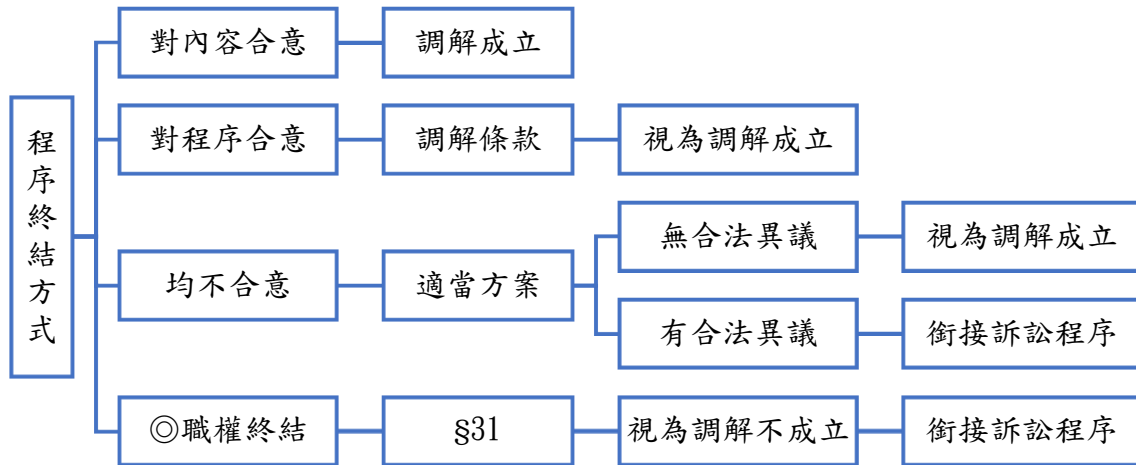 程序終結方式
對內容合意
調解成立
對程序合意
調解條款
視為調解成立
均不合意
適當方案
無合法異議
視為調解成立
有合法異議
銜接訴訟程序
◎職權終結
§31
視為調解不成立
銜接訴訟程序